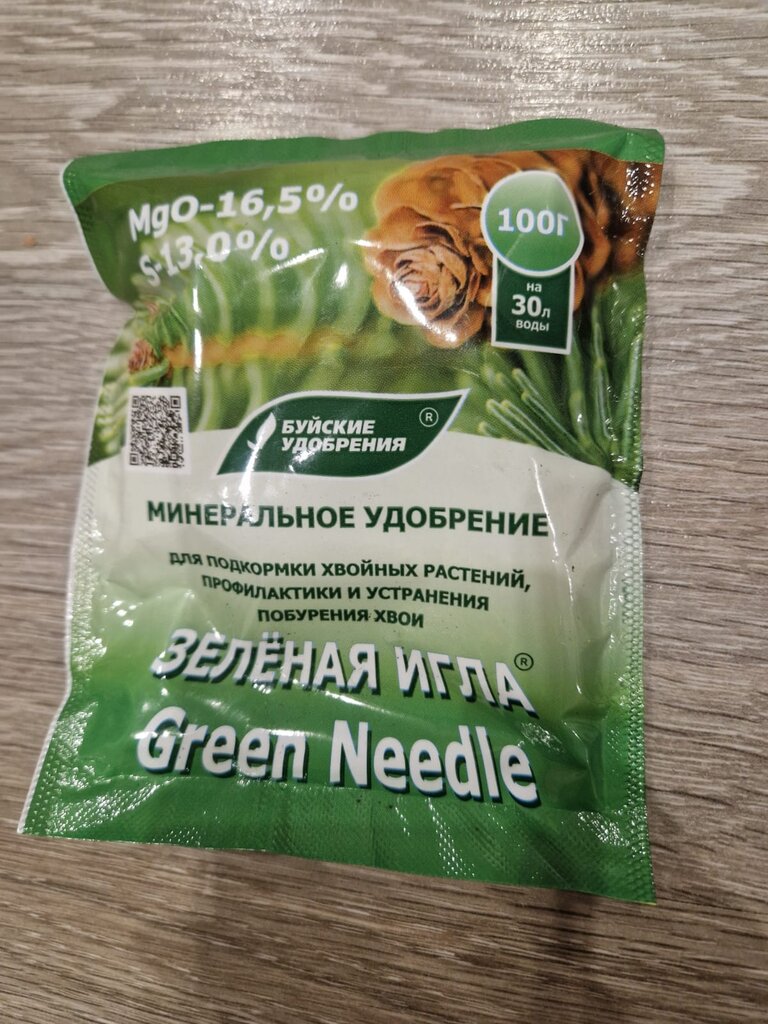 MgO-16,5%
S-13,0%
100г
на
30л
воды
БУЙСКИЕ
УДОБРЕНИЯ
®
МИНЕРАЛЬНОЕ УДОБРЕНИЕ
ДЛЯ ПОДКОРМКИ ХВОЙНЫХ РАСТЕНИЙ,
ПРОФИЛАКТИКИ И УСТРАНЕНИЯ
ПОБУРЕНИЯ ХВОИ
ЗЕЛЁНАЯ ИГЛА®
Green Needle